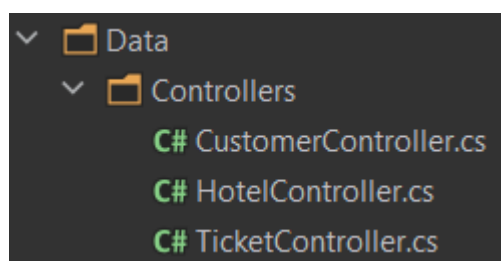 Data
Controllers
C# CustomerController.cs
C# HotelController.cs
C# TicketController.cs